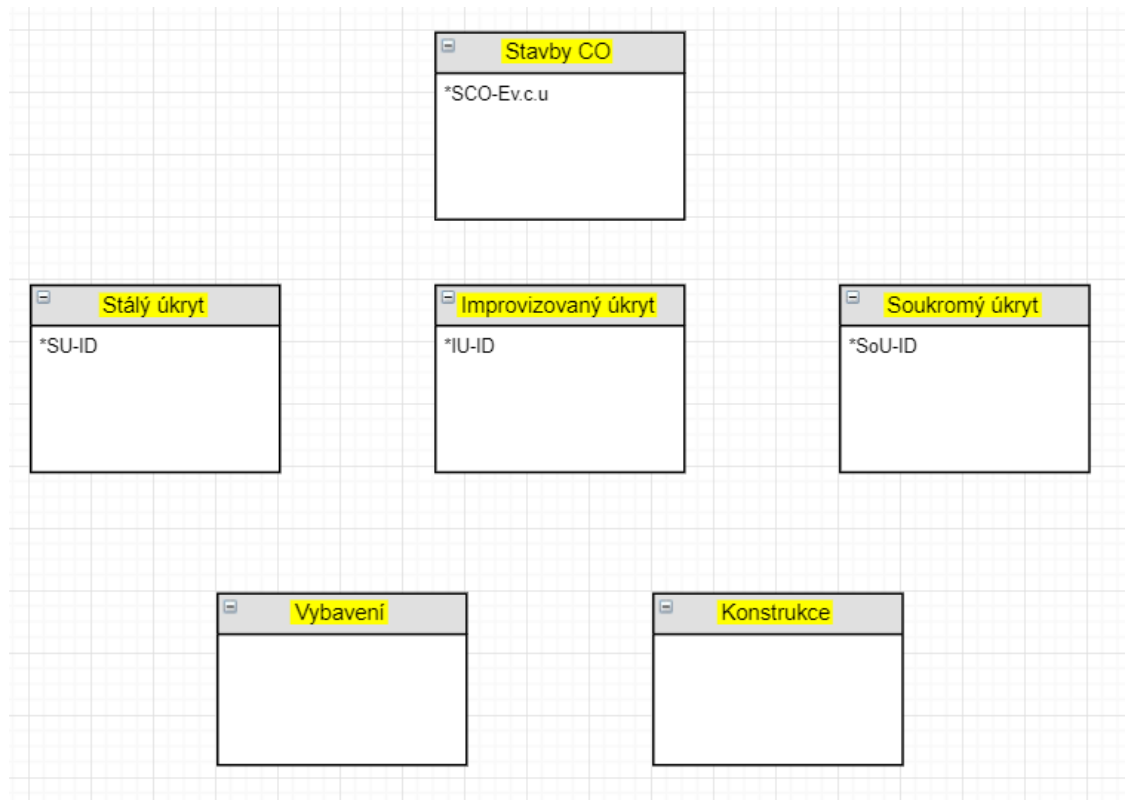 Stavby CO
*SCO-Ev.c.u
Stálý úkryt
*SU-ID
Improvizovaný úkryt
*IU-ID
Soukromý úkryt
*SoU-ID
Vybavení
Konstrukce